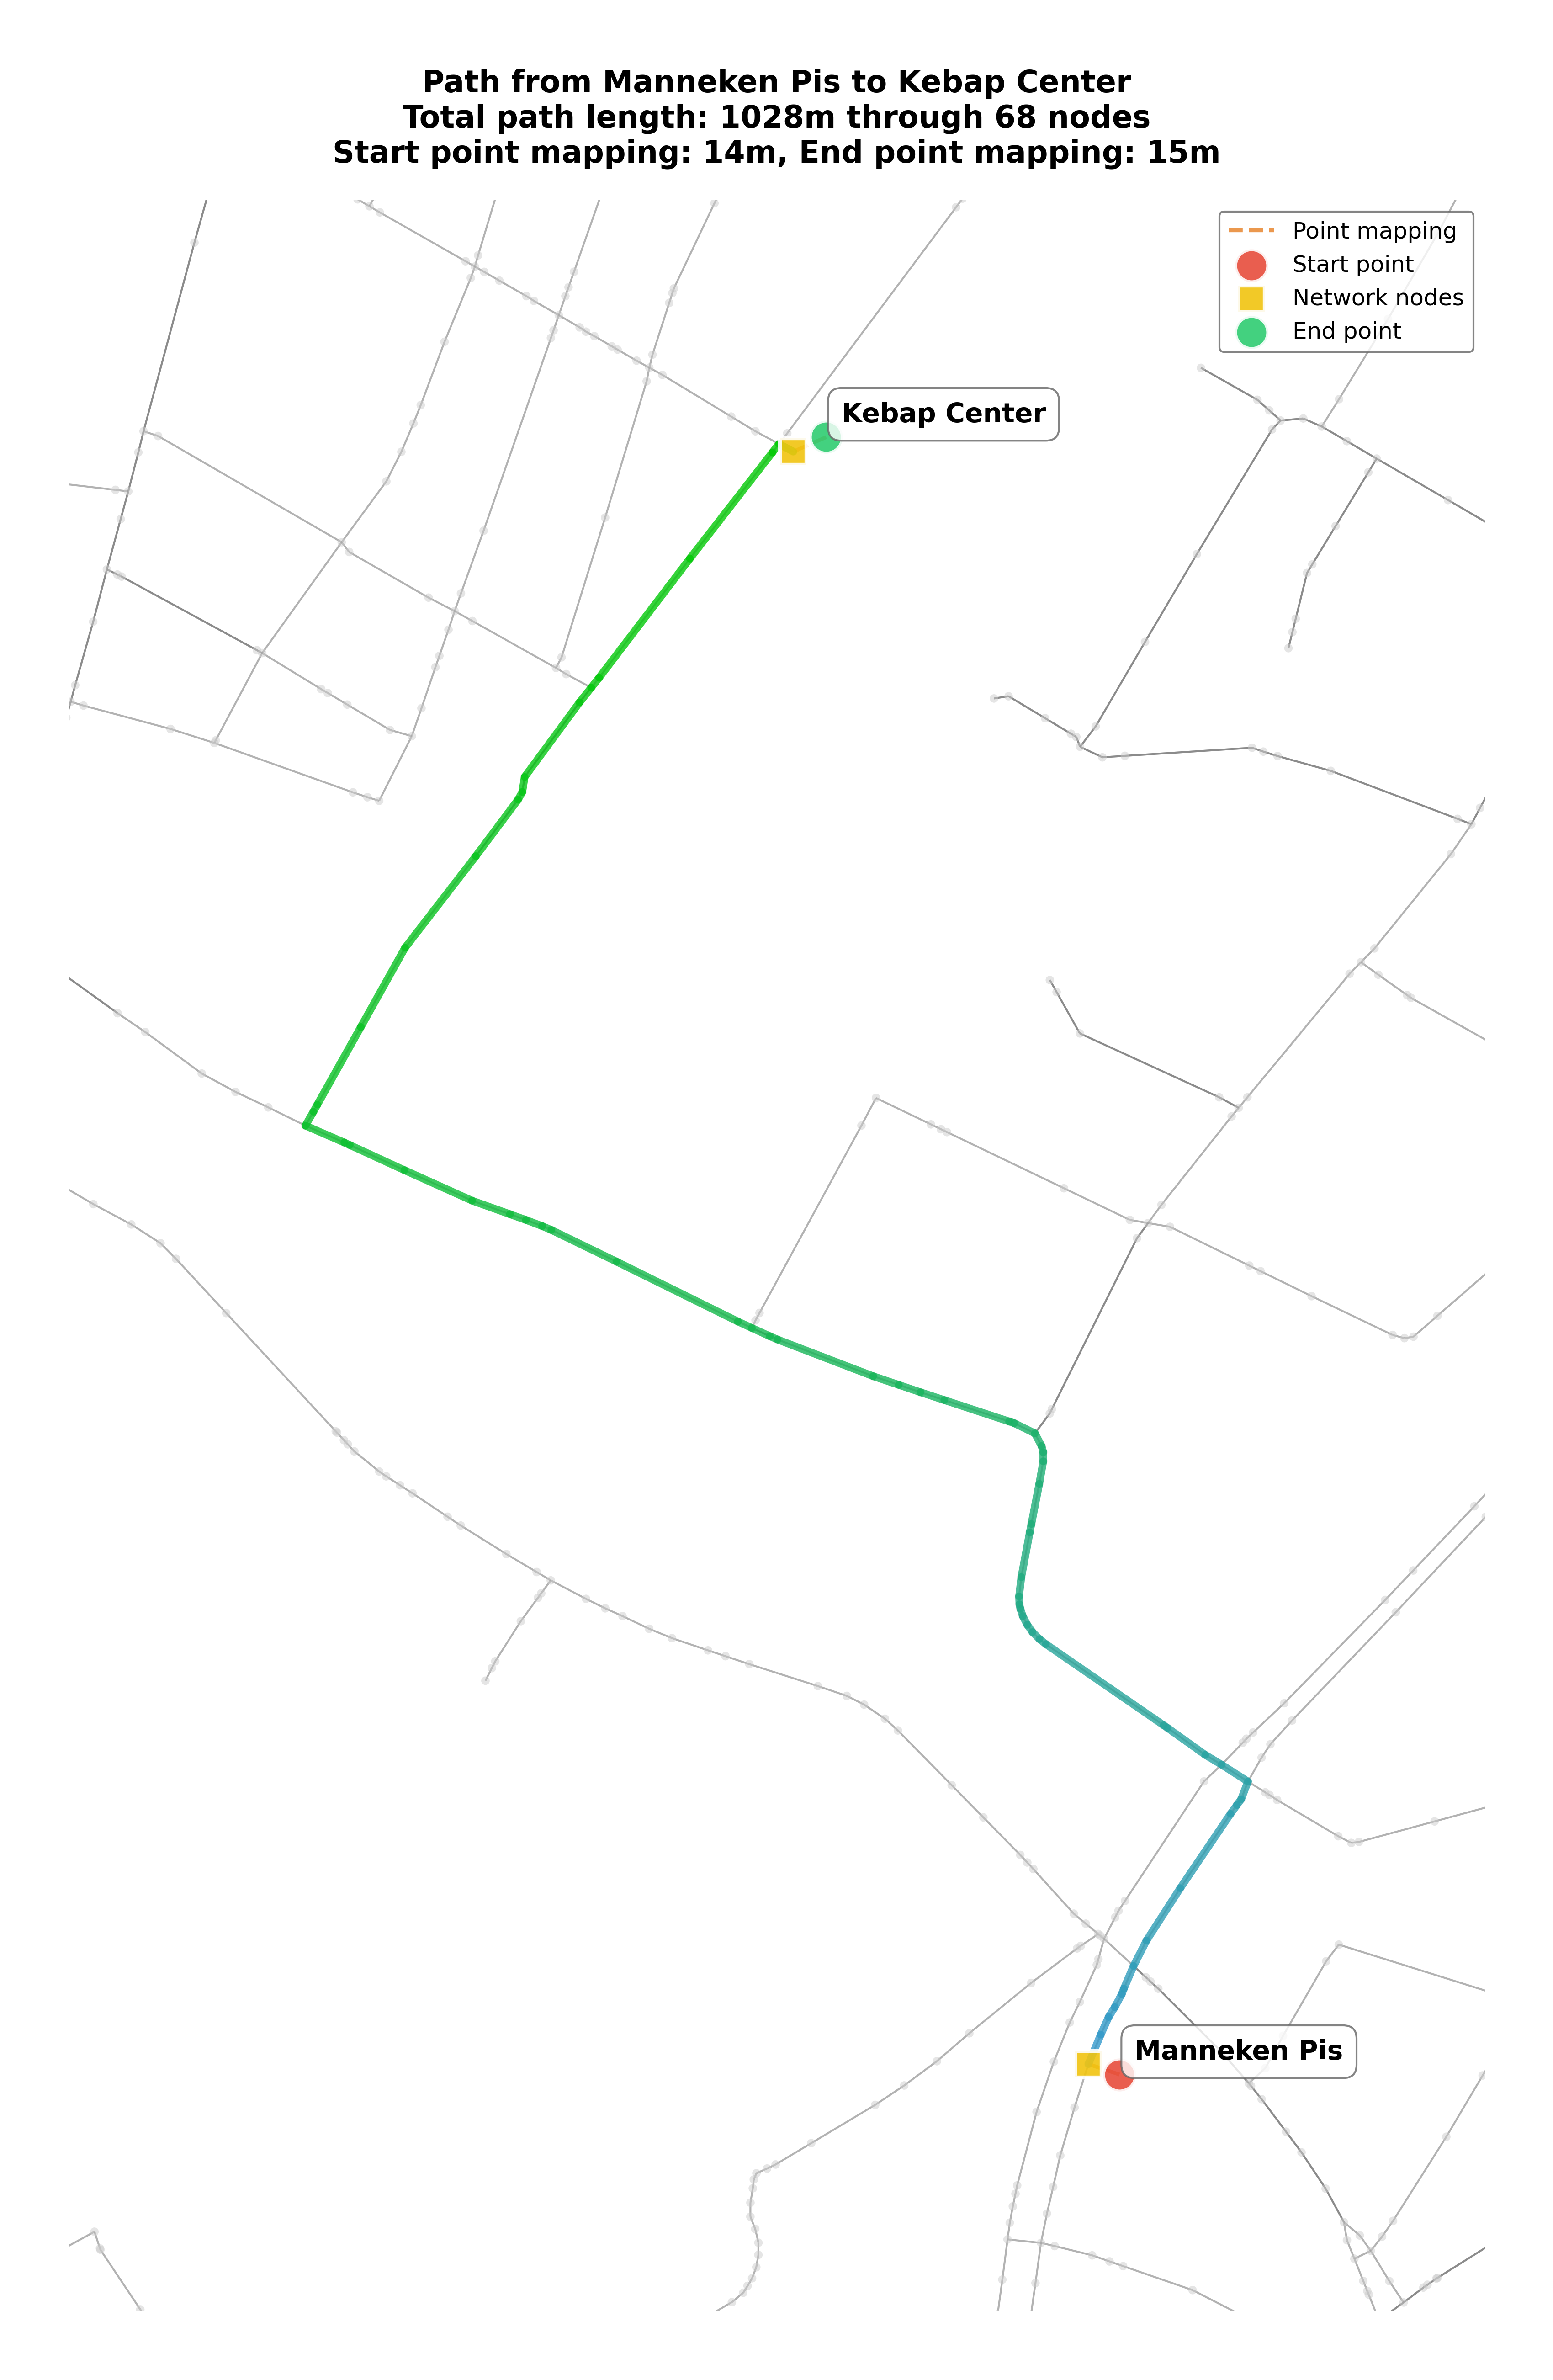 Path from Manneken Pis to Kebap Center
Total path length: 1028m through 68 nodes
Start point mapping: 14m, End point mapping: 15m
Point mapping
Start point
Network nodes
End point
Kebap Center
Manneken Pis